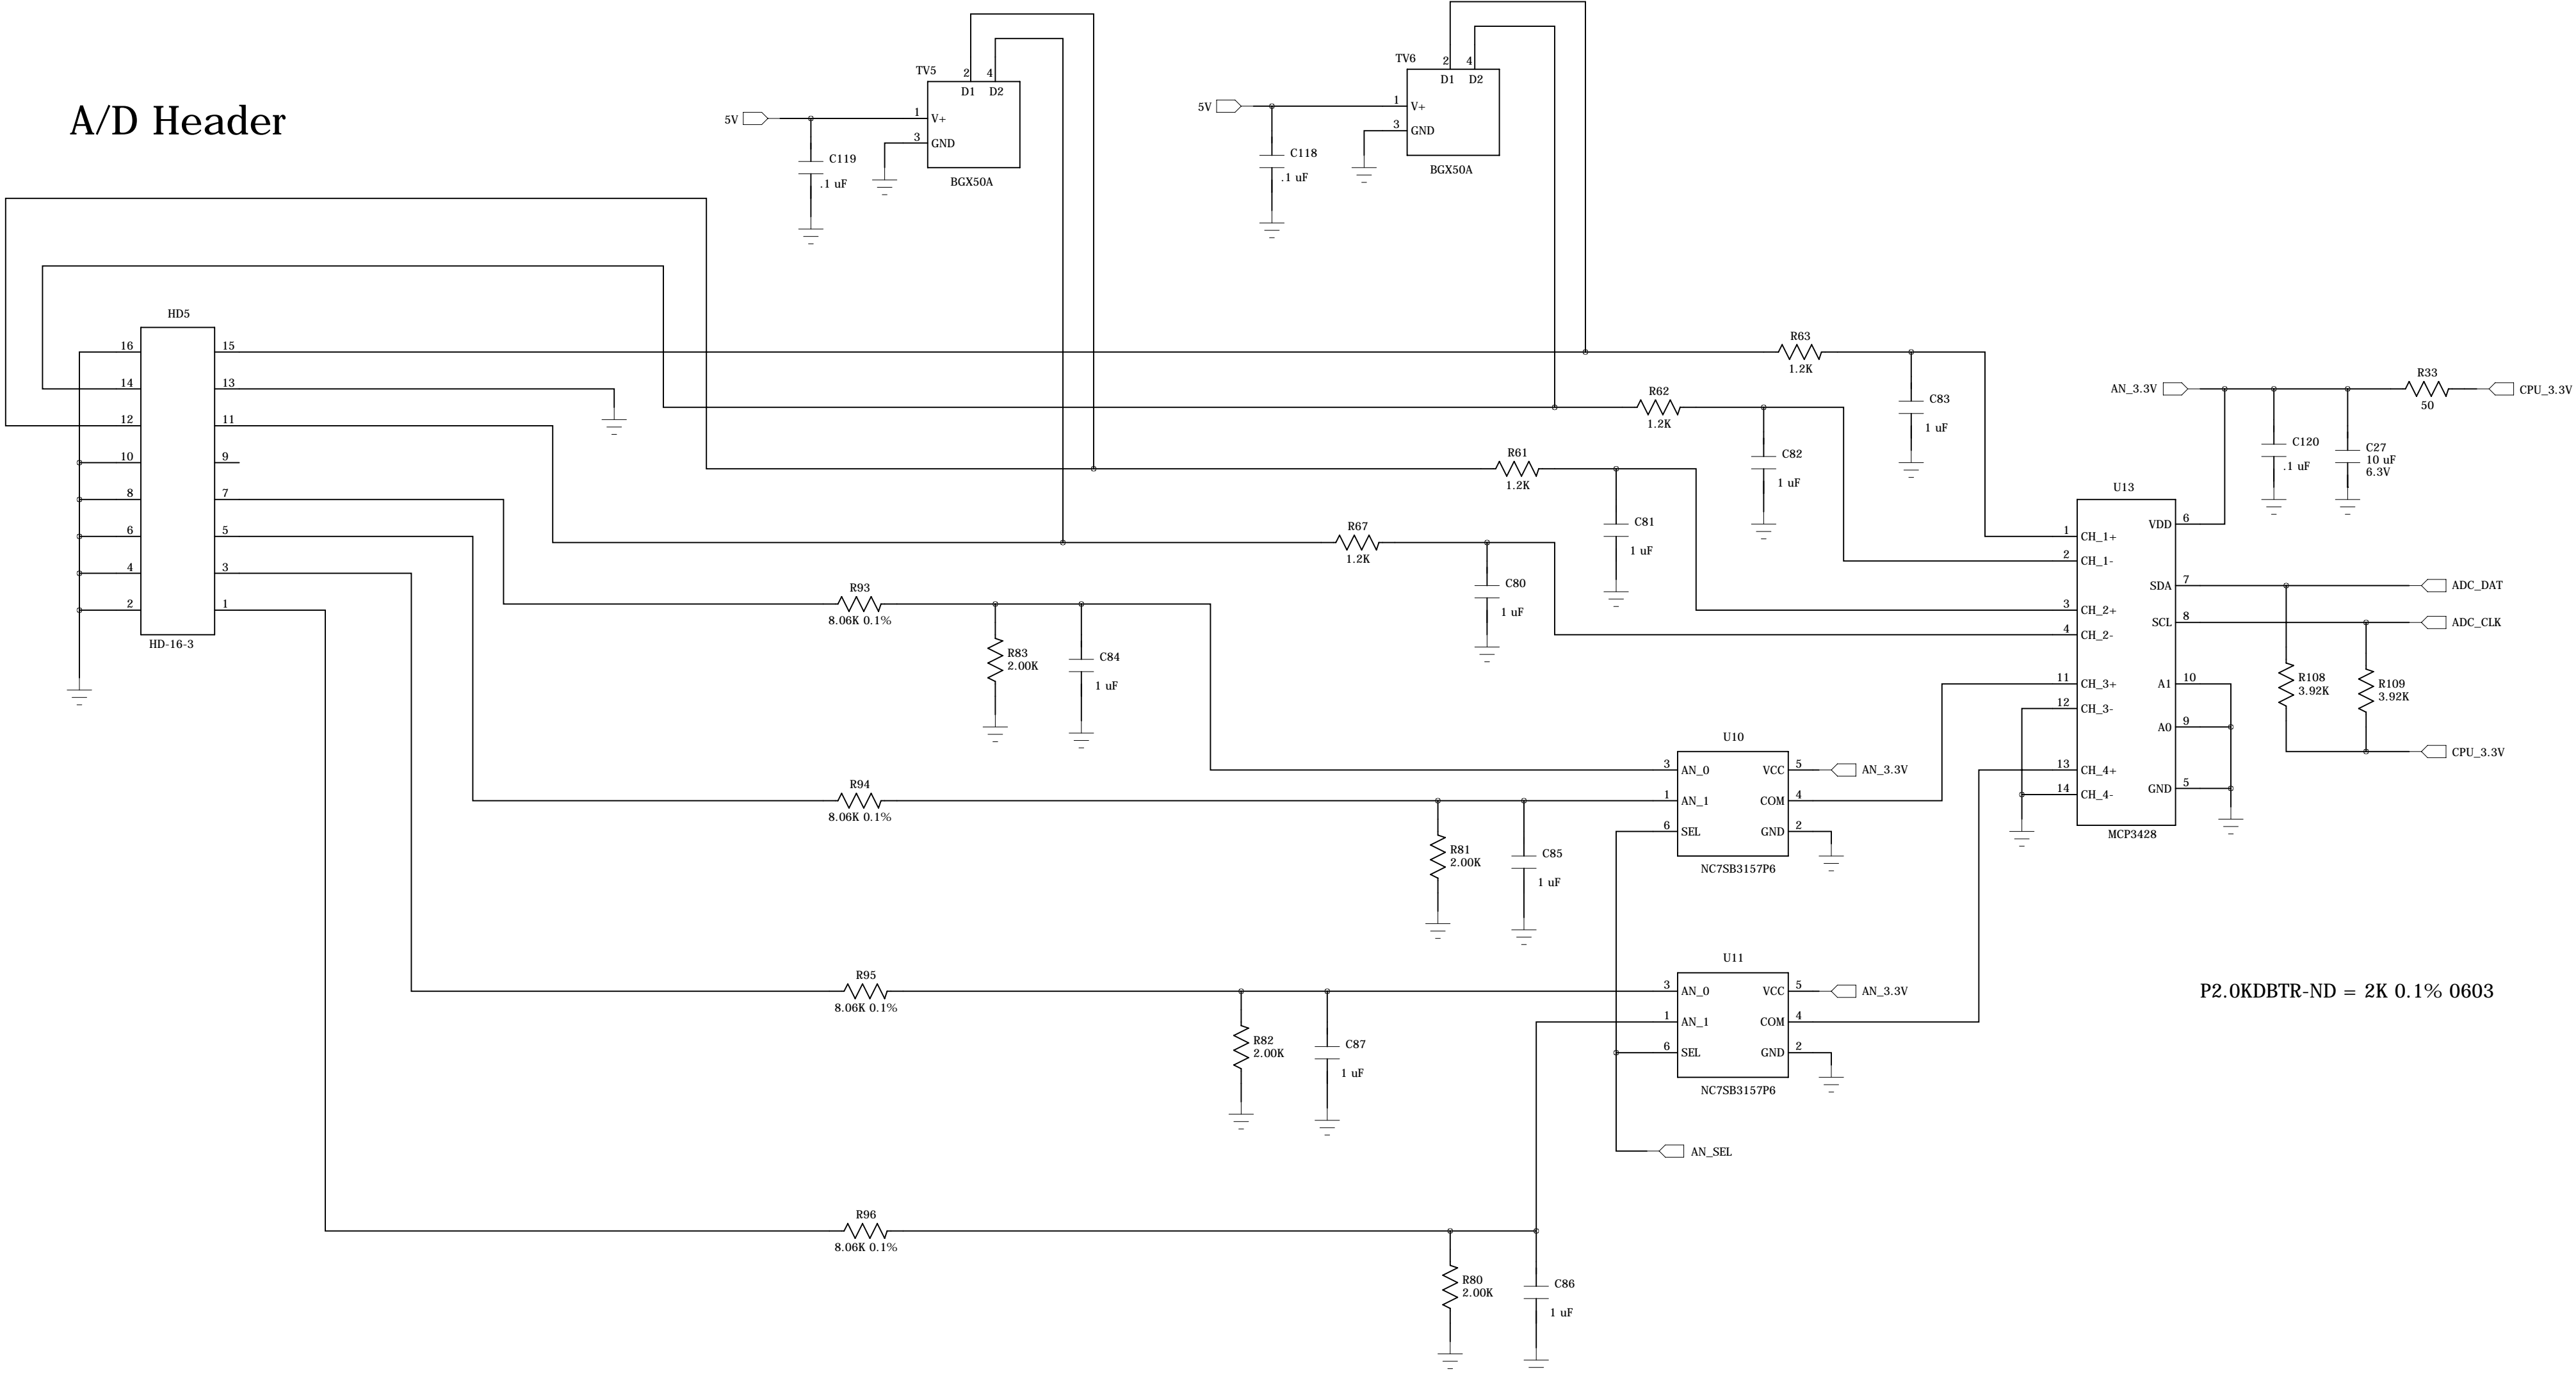 A/D Header
TV5
2 4
D1 D2
5V
1 V+
3 GND
C119
.1 uF
BGX50A
TV6
2 4
D1 D2
5V
1 V+
3 GND
C118
.1 uF
BGX50A
HD5
16 15
14 13
12 11
10 9
8 7
6 5
4 3
2 1
HD-16-3
R63
1.2K
C83
1 uF
R62
1.2K
C82
1 uF
R61
1.2K
C81
1 uF
R67
1.2K
C80
1 uF
AN_3.3V
R33
50
CPU_3.3V
C120
.1 uF
C27
10 uF
6.3V
U13
VDD 6
1 CH_1+
2 CH_1-
SDA 7
ADC_DAT
3 CH_2+
SCL 8
ADC_CLK
4 CH_2-
11 CH_3+
A1 10
12 CH_3-
A0 9
13 CH_4+
14 CH_4-
GND 5
MCP3428
R108
3.92K
R109
3.92K
CPU_3.3V
R93
8.06K 0.1%
R83
2.00K
C84
1 uF
R94
8.06K 0.1%
R81
2.00K
C85
1 uF
U10
3 AN_0 VCC 5
AN_3.3V
1 AN_1 COM 4
6 SEL GND 2
NC7SB3157P6
R95
8.06K 0.1%
R82
2.00K
C87
1 uF
U11
3 AN_0 VCC 5
AN_3.3V
1 AN_1 COM 4
6 SEL GND 2
NC7SB3157P6
AN_SEL
P2.0KDBTR-ND = 2K 0.1% 0603
R96
8.06K 0.1%
R80
2.00K
C86
1 uF